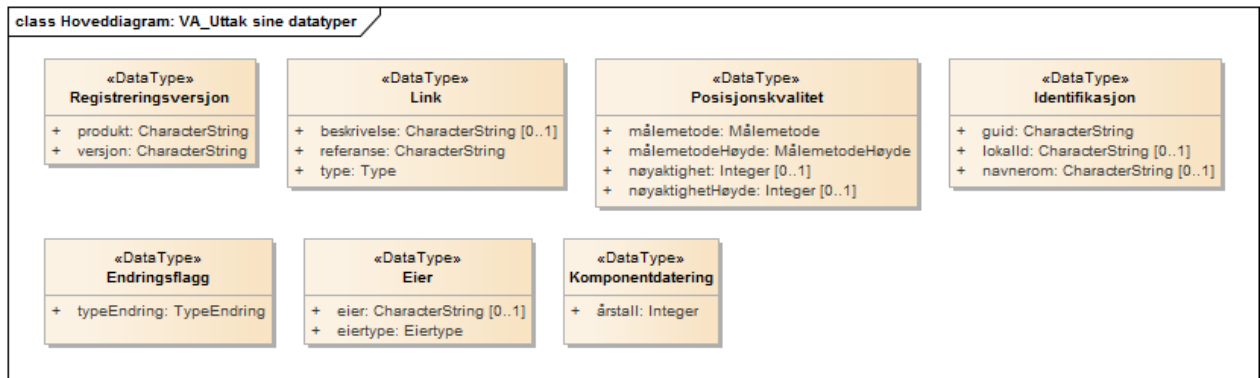 class Hoveddiagram: VA_Uttak sine datatyper
«DataType»
Registreringsversjon
+ produkt: CharacterString
+ versjon: CharacterString
«DataType»
Link
+ beskrivelse: CharacterString [0..1]
+ referanse: CharacterString
+ type: Type
«DataType»
Posisjonskvalitet
+ målemetode: Målemetode
+ målemetodeHøyde: MålemetodeHøyde
+ nøyaktighet: Integer [0..1]
+ nøyaktighetHøyde: Integer [0..1]
«DataType»
Identifikasjon
+ guid: CharacterString
+ lokalId: CharacterString [0..1]
+ navnerom: CharacterString [0..1]
«DataType»
Endringsflagg
+ typeEndring: TypeEndring
«DataType»
Eier
+ eier: CharacterString [0..1]
+ eiertype: Eiertype
«DataType»
Komponentdatering
+ årstall: Integer